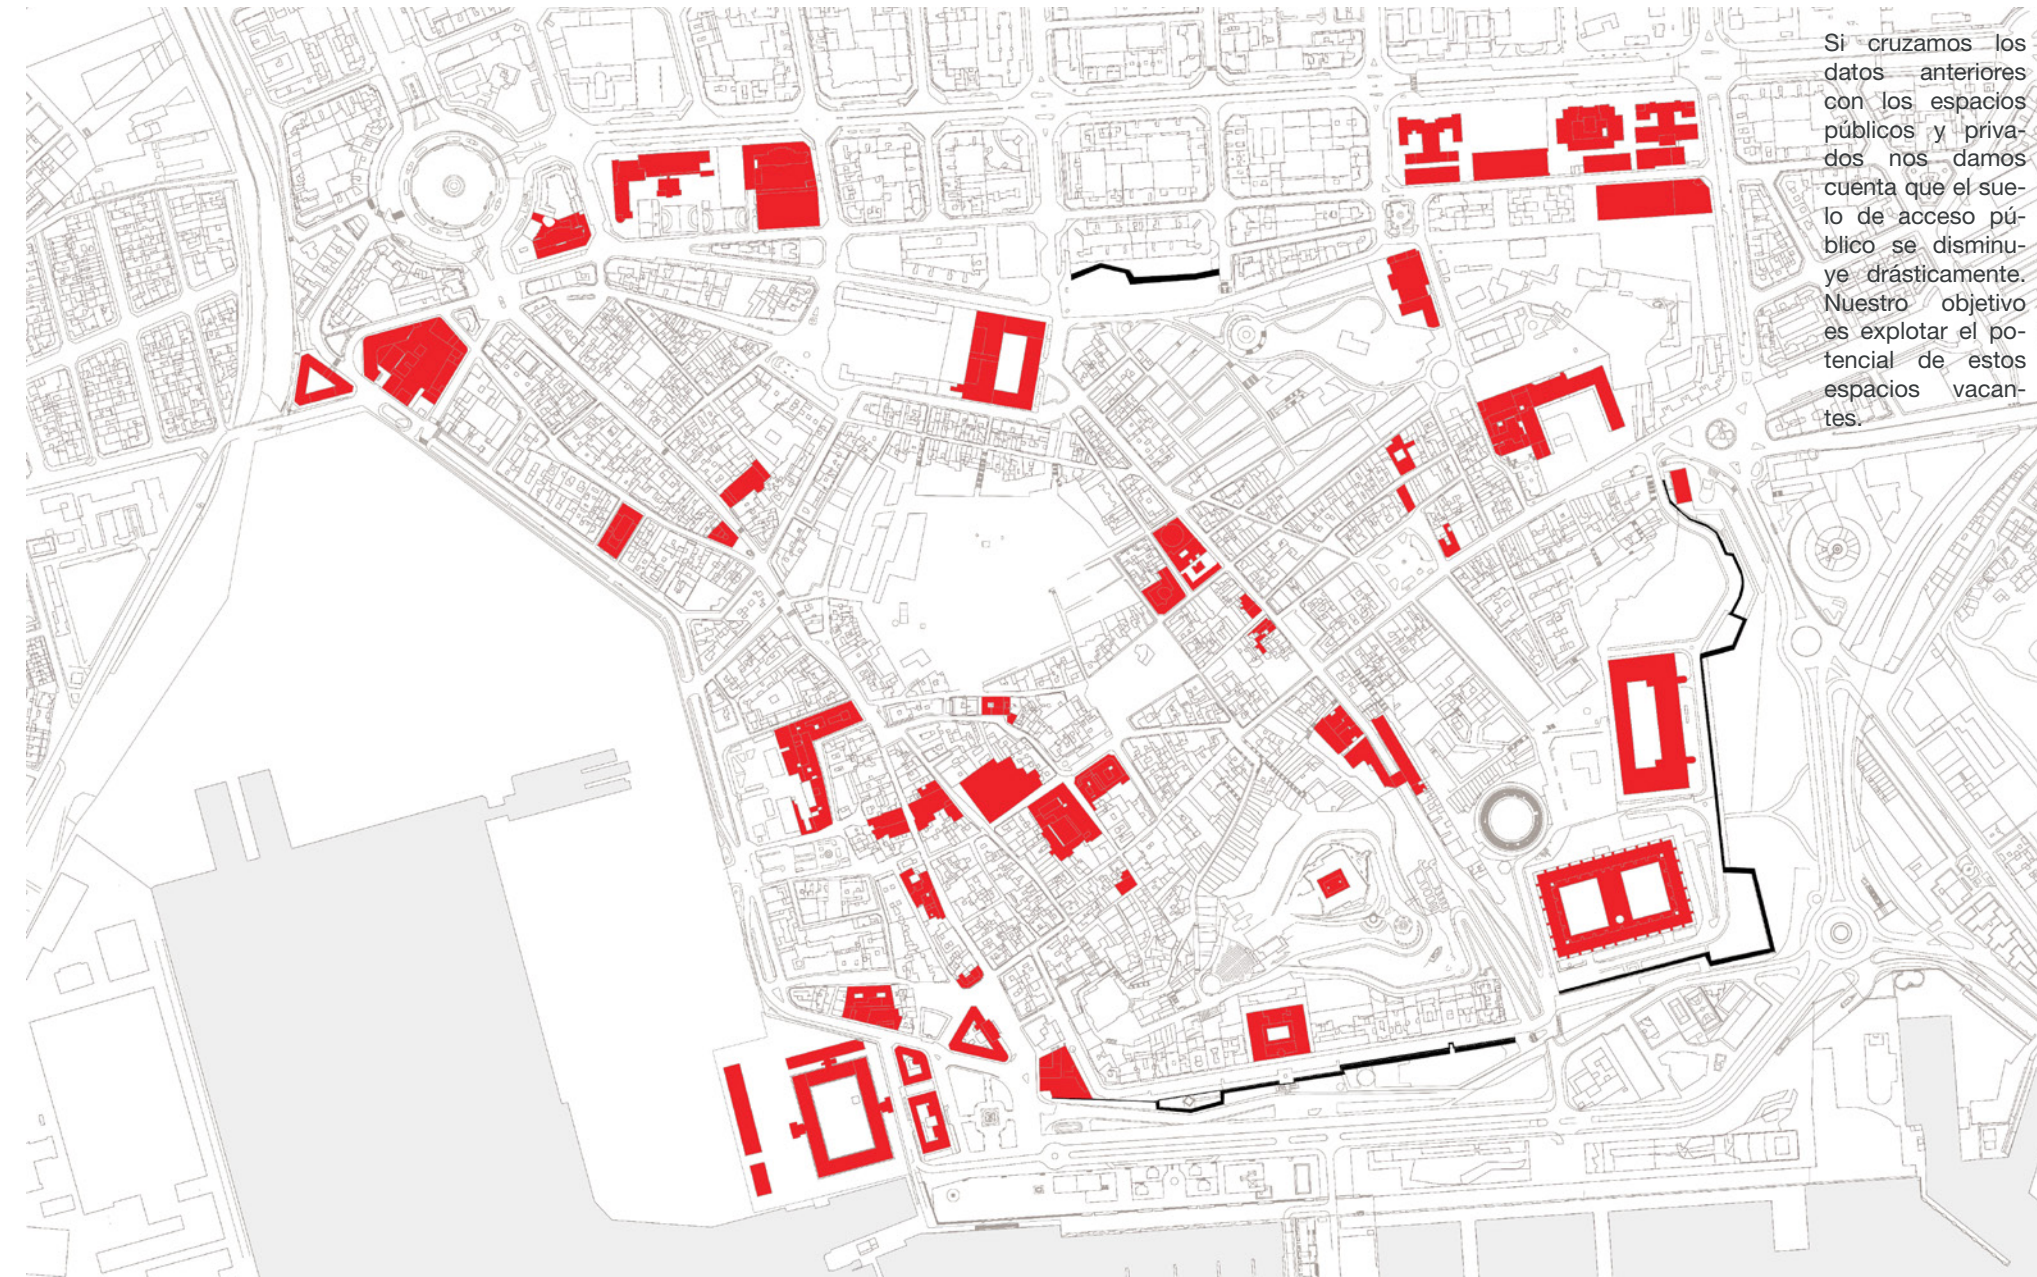 Si cruzamos los
datos anteriores
con los espacios
públicos y priva-
dos nos damos
cuenta que el sue-
lo de acceso pú-
blico se disminu-
ye drásticamente.
Nuestro objetivo
es explotar el po-
tencial de estos
espacios vacan-
tes.